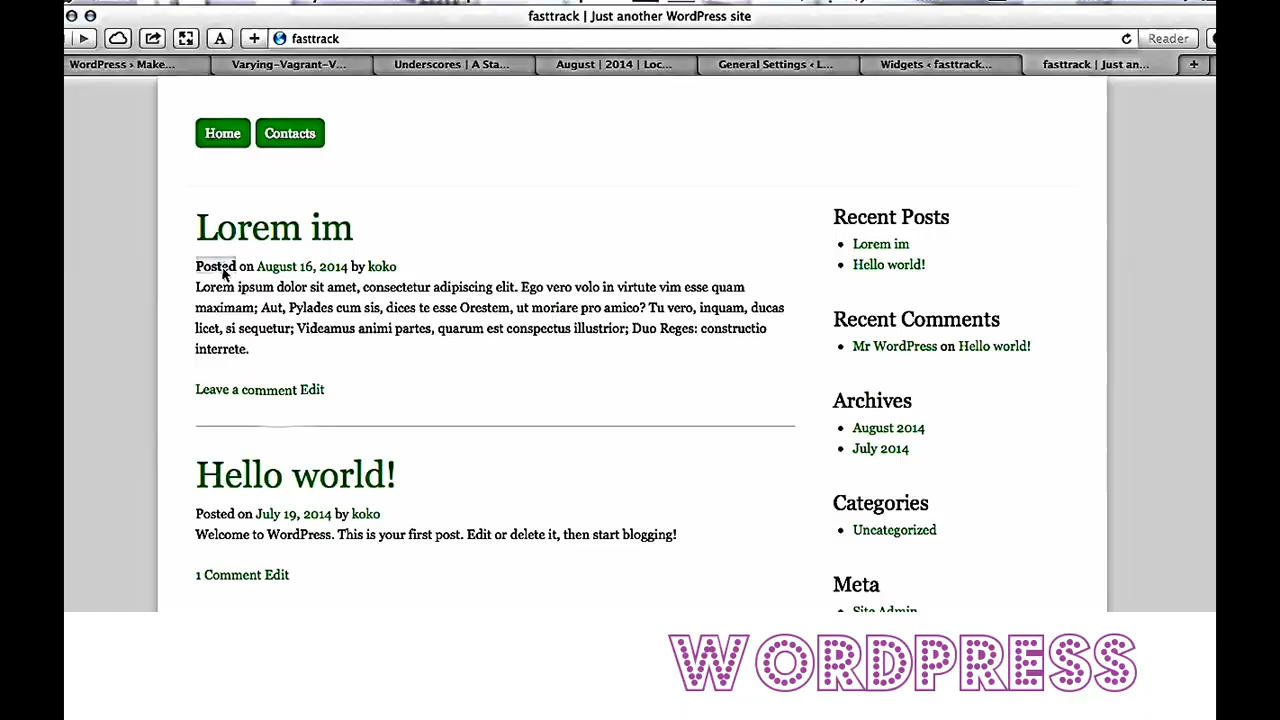 fasttrack | Just another WordPress site
A + fasttrack Reader
WordPress › Make... Varying-Vagrant-V... Underscores | A Sta... August | 2014 | Loc... General Settings ‹ L... Widgets ‹ fasttrack... fasttrack | Just an... +
Home Contacts
Lorem im
Posted on August 16, 2014 by koko
Lorem ipsum dolor sit amet, consectetur adipiscing elit. Ego vero volo in virtute vim esse quam
maximam; Aut, Pylades cum sis, dices te esse Orestem, ut moriare pro amico? Tu vero, inquam, ducas
licet, si sequetur; Videamus animi partes, quarum est conspectus illustrior; Duo Reges: constructio
interrete.
Leave a comment Edit
Hello world!
Posted on July 19, 2014 by koko
Welcome to WordPress. This is your first post. Edit or delete it, then start blogging!
1 Comment Edit
Recent Posts
• Lorem im
• Hello world!
Recent Comments
• Mr WordPress on Hello world!
Archives
• August 2014
• July 2014
Categories
• Uncategorized
Meta
• Site Admin
WORDPRESS